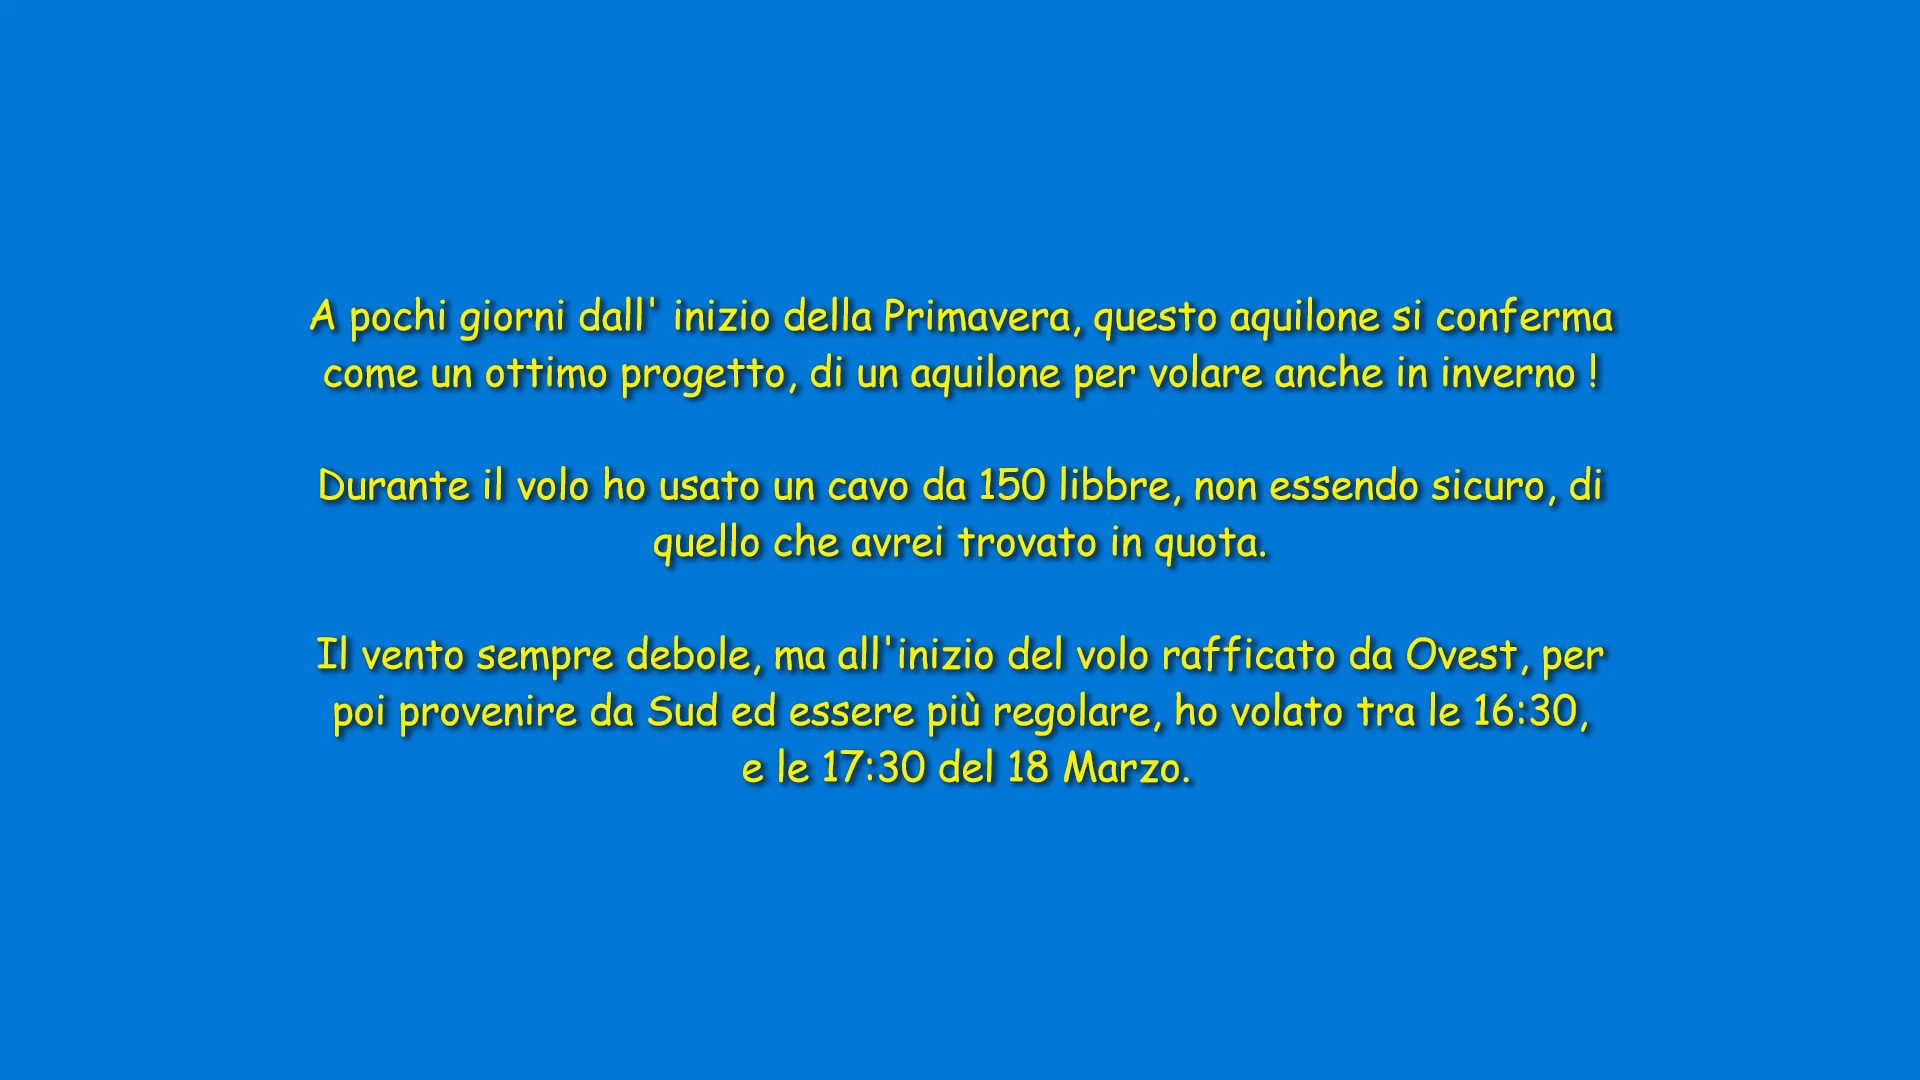 A pochi giorni dall' inizio della Primavera, questo aquilone si conferma
come un ottimo progetto, di un aquilone per volare anche in inverno !
Durante il volo ho usato un cavo da 150 libbre, non essendo sicuro, di
quello che avrei trovato in quota.
Il vento sempre debole, ma all'inizio del volo rafficato da Ovest, per
poi provenire da Sud ed essere più regolare, ho volato tra le 16:30,
e le 17:30 del 18 Marzo.